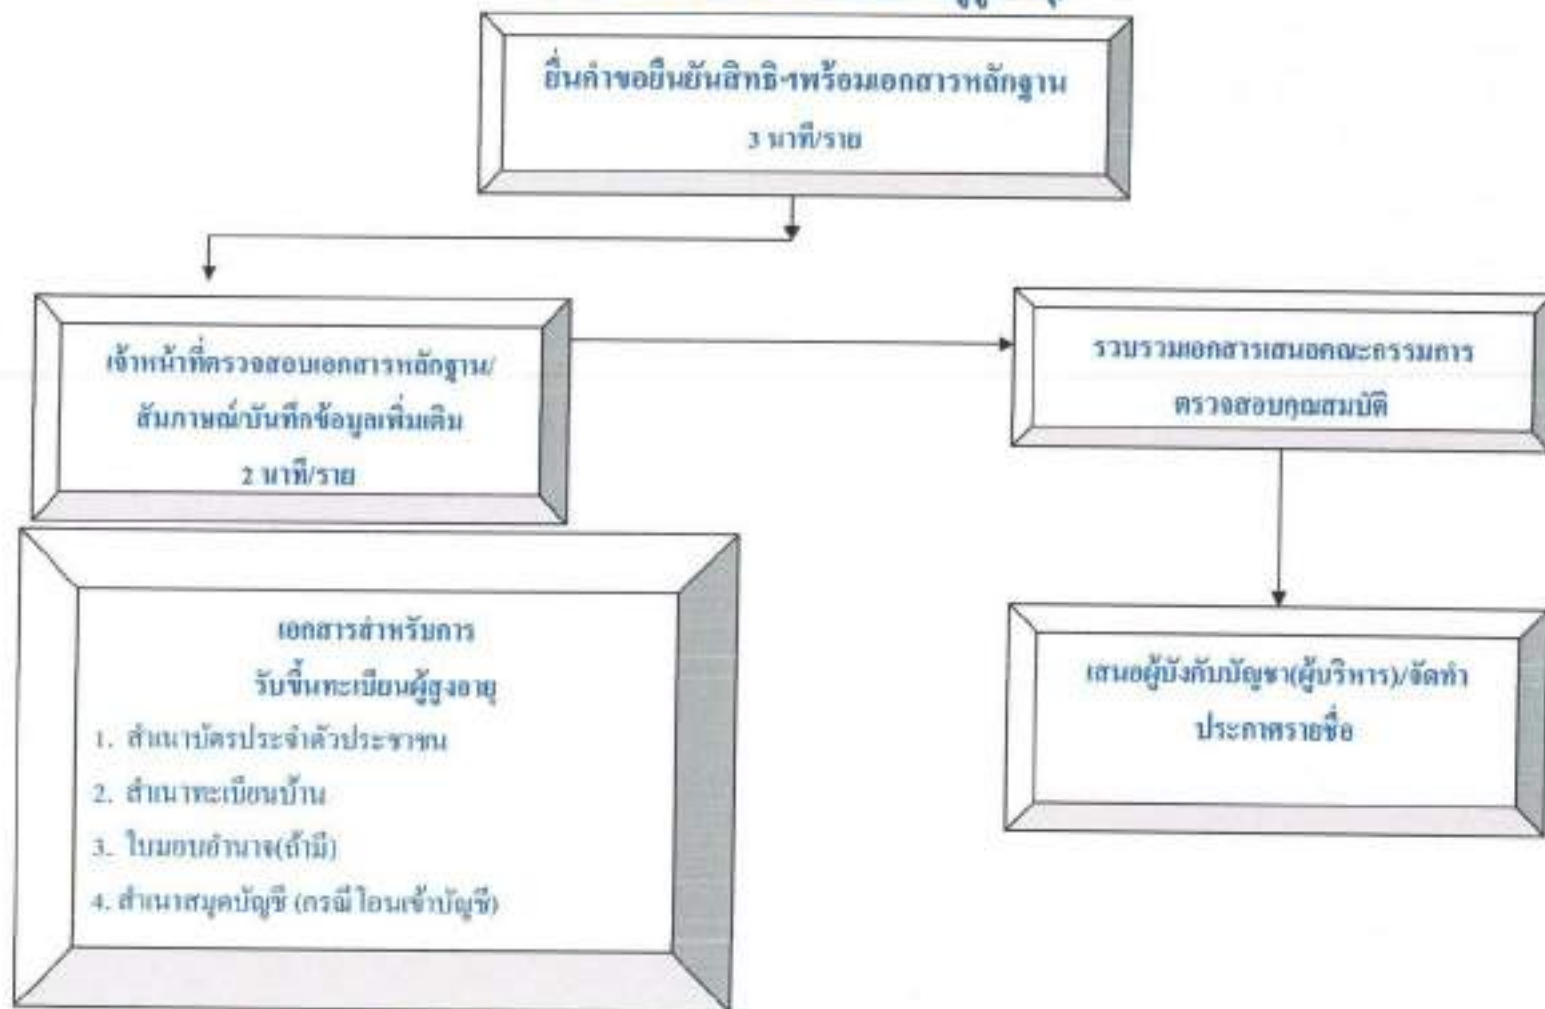 ยื่นคำขอยืนยันสิทธิฯพร้อมเอกสารหลักฐาน
3 นาที/ราย
เจ้าหน้าที่ตรวจสอบเอกสารหลักฐาน/
สัมภาษณ์/บันทึกข้อมูลเพิ่มเติม
2 นาที/ราย
รวบรวมเอกสารเสนอคณะกรรมการ
ตรวจสอบคุณสมบัติ
เอกสารสำหรับการ
รับขึ้นทะเบียนผู้สูงอายุ
1. สำเนาบัตรประจำตัวประชาชน
2. สำเนาทะเบียนบ้าน
3. ใบมอบอำนาจ(ถ้ามี)
4. สำเนาสมุดบัญชี (กรณีโอนเข้าบัญชี)
เสนอผู้บังคับบัญชา(ผู้บริหาร)/จัดทำ
ประกาศรายชื่อ